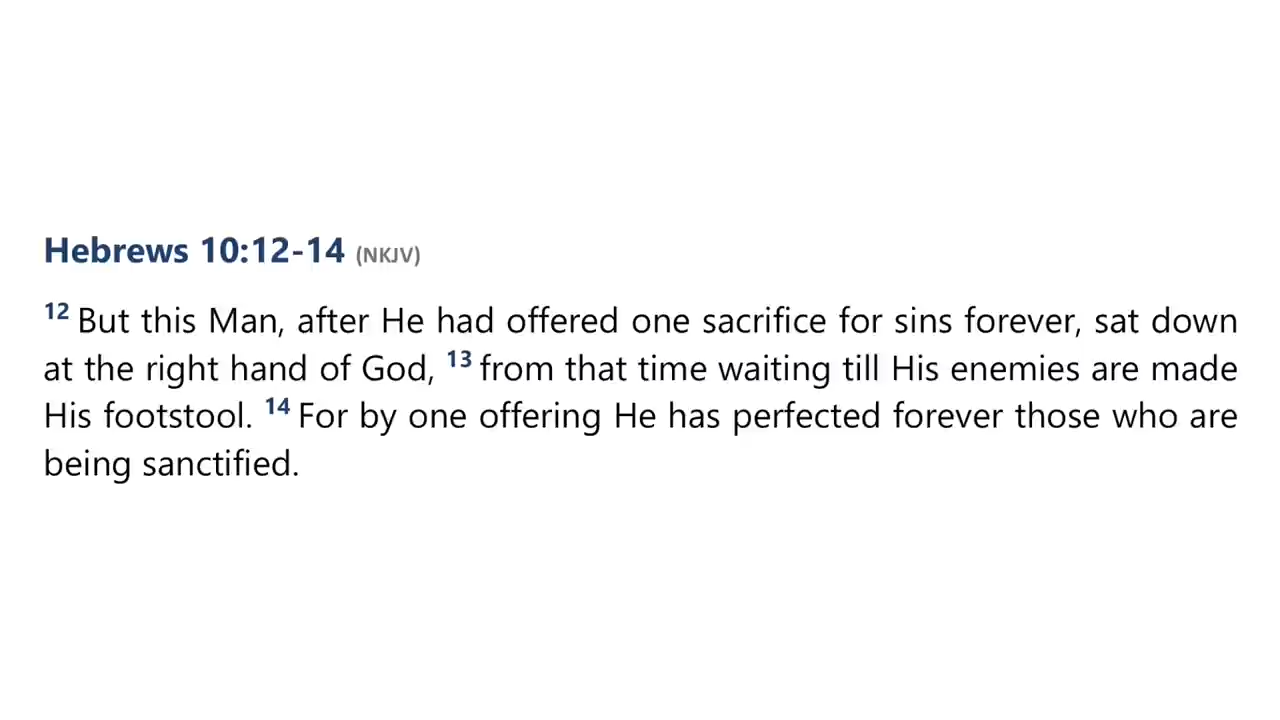 Hebrews 10:12-14 (NKJV)
12 But this Man, after He had offered one sacrifice for sins forever, sat down
at the right hand of God, 13 from that time waiting till His enemies are made
His footstool. 14 For by one offering He has perfected forever those who are
being sanctified.